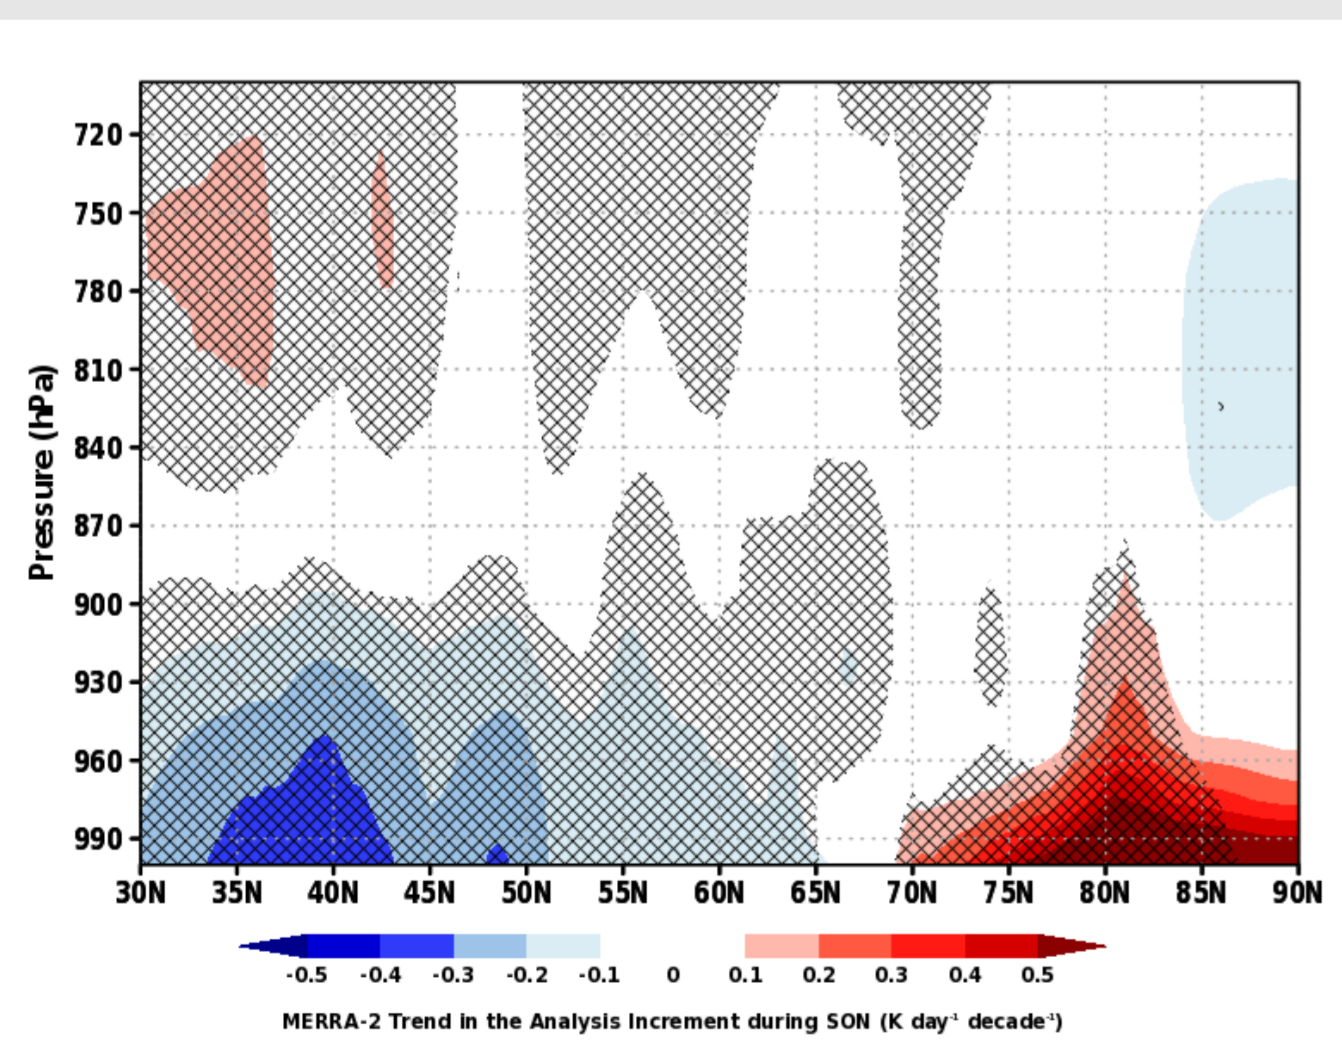 720
750
780
810
840
870
900
930
960
990
Pressure (hPa)
30N 35N 40N 45N 50N 55N 60N 65N 70N 75N 80N 85N 90N
-0.5 -0.4 -0.3 -0.2 -0.1 0 0.1 0.2 0.3 0.4 0.5
MERRA-2 Trend in the Analysis Increment during SON (K day⁻¹ decade⁻¹)